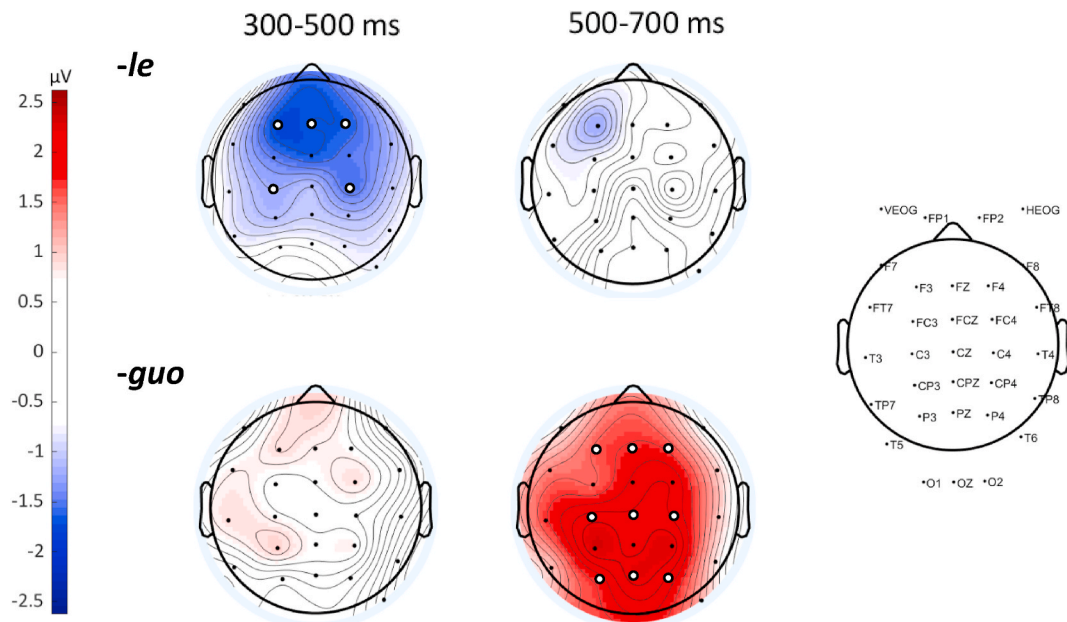 300-500 ms
500-700 ms
-le
-guo
μV
2.5
2
1.5
1
0.5
0
-0.5
-1
-1.5
-2
-2.5
VEOG FP1 FP2 HEOG
F7 F8
F3 FZ F4
FT7 FT8
FC3 FCZ FC4
T3 C3 CZ C4 T4
CP3 CPZ CP4
TP7 TP8
P3 PZ P4
T5 T6
O1 OZ O2